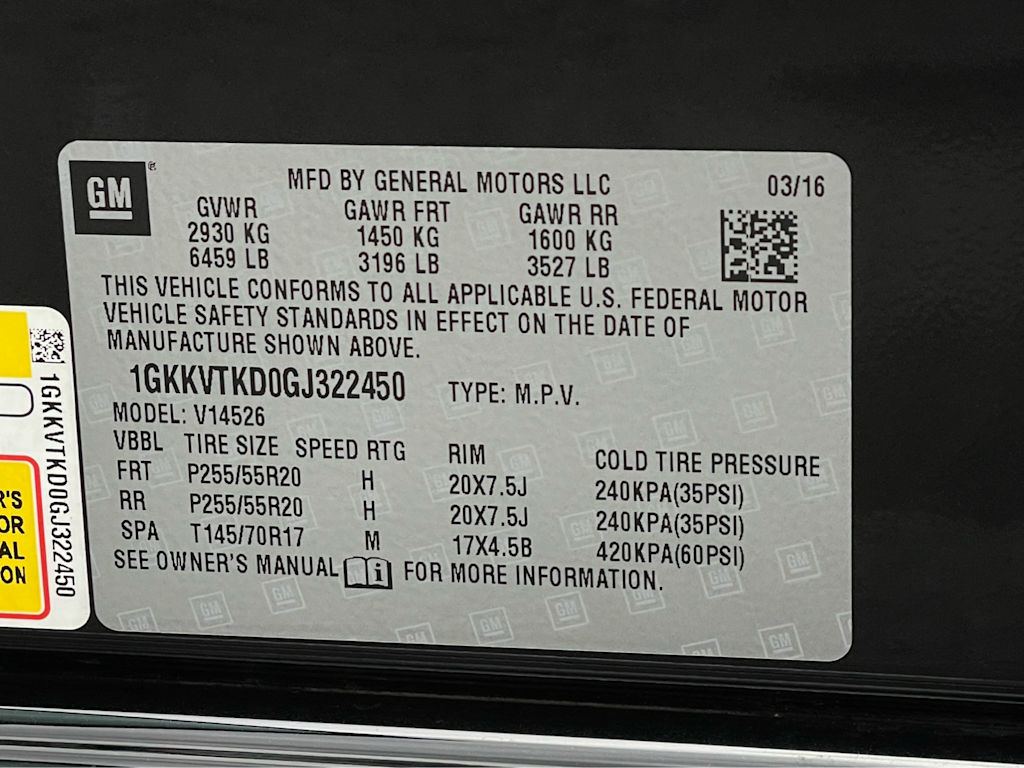 GM
®
MFD BY GENERAL MOTORS LLC
03/16
GVWR GAWR FRT GAWR RR
2930 KG 1450 KG 1600 KG
6459 LB 3196 LB 3527 LB
THIS VEHICLE CONFORMS TO ALL APPLICABLE U.S. FEDERAL MOTOR
VEHICLE SAFETY STANDARDS IN EFFECT ON THE DATE OF
MANUFACTURE SHOWN ABOVE.
1GKKVTKD0GJ322450 TYPE: M.P.V.
MODEL: V14526
VBBL TIRE SIZE SPEED RTG RIM COLD TIRE PRESSURE
FRT P255/55R20 H 20X7.5J 240KPA(35PSI)
RR P255/55R20 H 20X7.5J 240KPA(35PSI)
SPA T145/70R17 M 17X4.5B 420KPA(60PSI)
SEE OWNER'S MANUAL i FOR MORE INFORMATION.
1GKKVTKD0GJ322450
R'S
OR
AL
ON